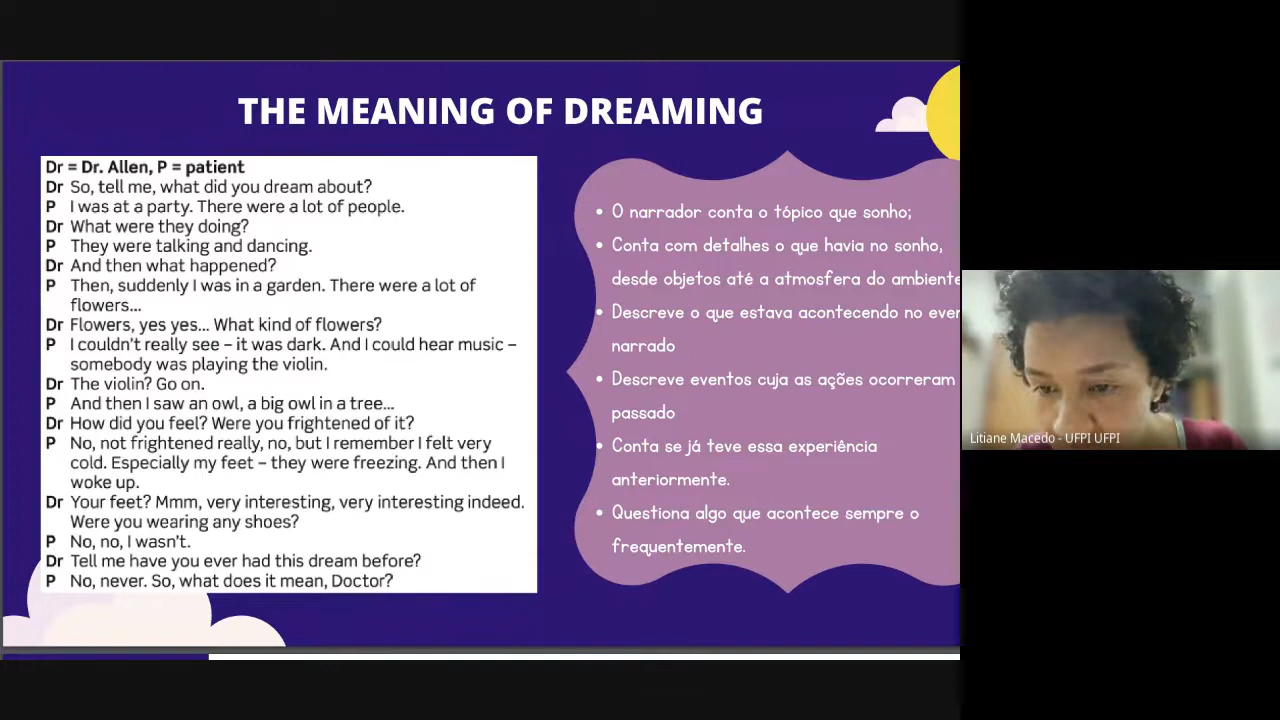 THE MEANING OF DREAMING
Dr = Dr. Allen, P = patient
Dr So, tell me, what did you dream about?
P I was at a party. There were a lot of people.
Dr What were they doing?
P They were talking and dancing.
Dr And then what happened?
P Then, suddenly I was in a garden. There were a lot of
flowers...
Dr Flowers, yes yes... What kind of flowers?
P I couldn't really see – it was dark. And I could hear music –
somebody was playing the violin.
Dr The violin? Go on.
P And then I saw an owl, a big owl in a tree...
Dr How did you feel? Were you frightened of it?
P No, not frightened really, no, but I remember I felt very
cold. Especially my feet – they were freezing. And then I
woke up.
Dr Your feet? Mmm, very interesting, very interesting indeed.
Were you wearing any shoes?
P No, no, I wasn't.
Dr Tell me have you ever had this dream before?
P No, never. So, what does it mean, Doctor?
• O narrador conta o tópico que sonho;
• Conta com detalhes o que havia no sonho,
desde objetos até a atmosfera do ambiente
• Descreve o que estava acontecendo no even
narrado
• Descreve eventos cuja as ações ocorreram
passado
• Conta se já teve essa experiência
anteriormente.
• Questiona algo que acontece sempre o
frequentemente.
Litiane Macedo - UFPI UFPI